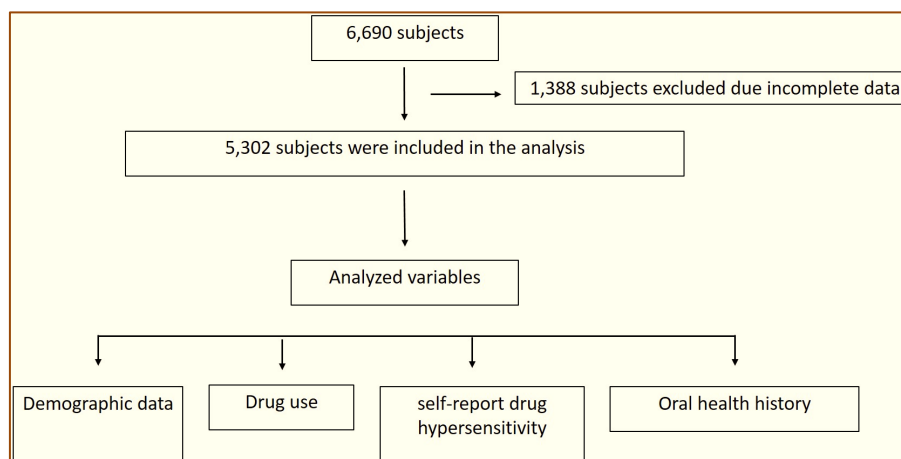 6,690 subjects
1,388 subjects excluded due incomplete data
5,302 subjects were included in the analysis
Analyzed variables
Demographic data
Drug use
self-report drug
hypersensitivity
Oral health history